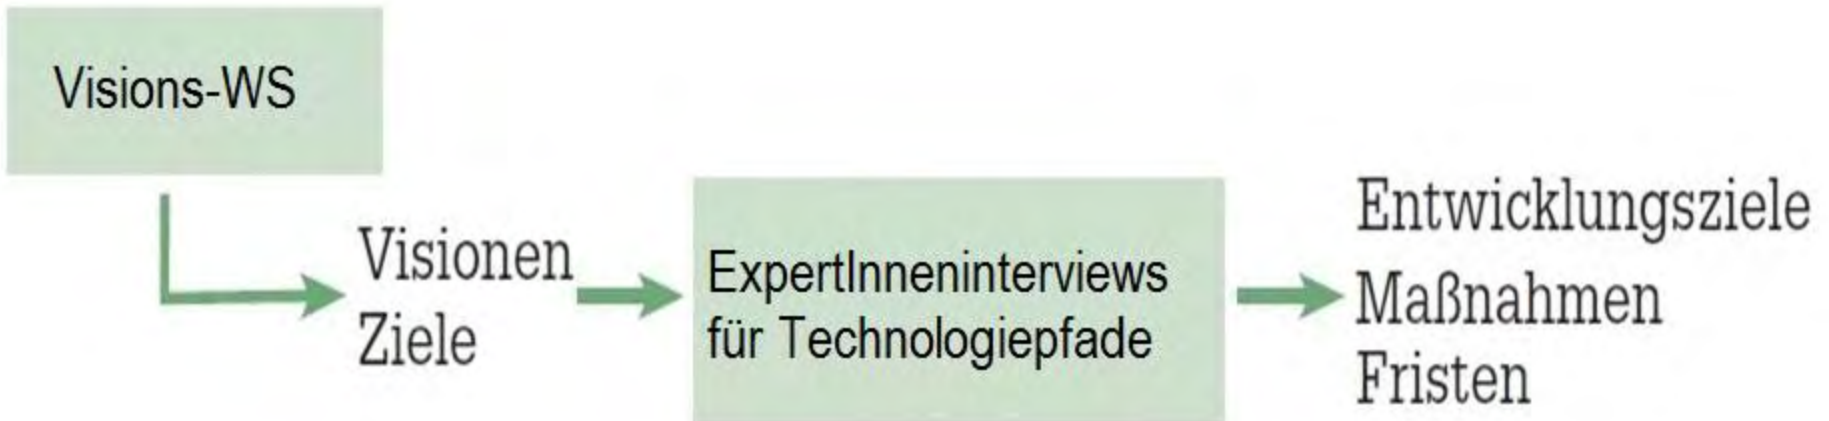 Visions-WS
Visionen
Ziele
ExpertInneninterviews
für Technologiepfade
Entwicklungsziele
Maßnahmen
Fristen